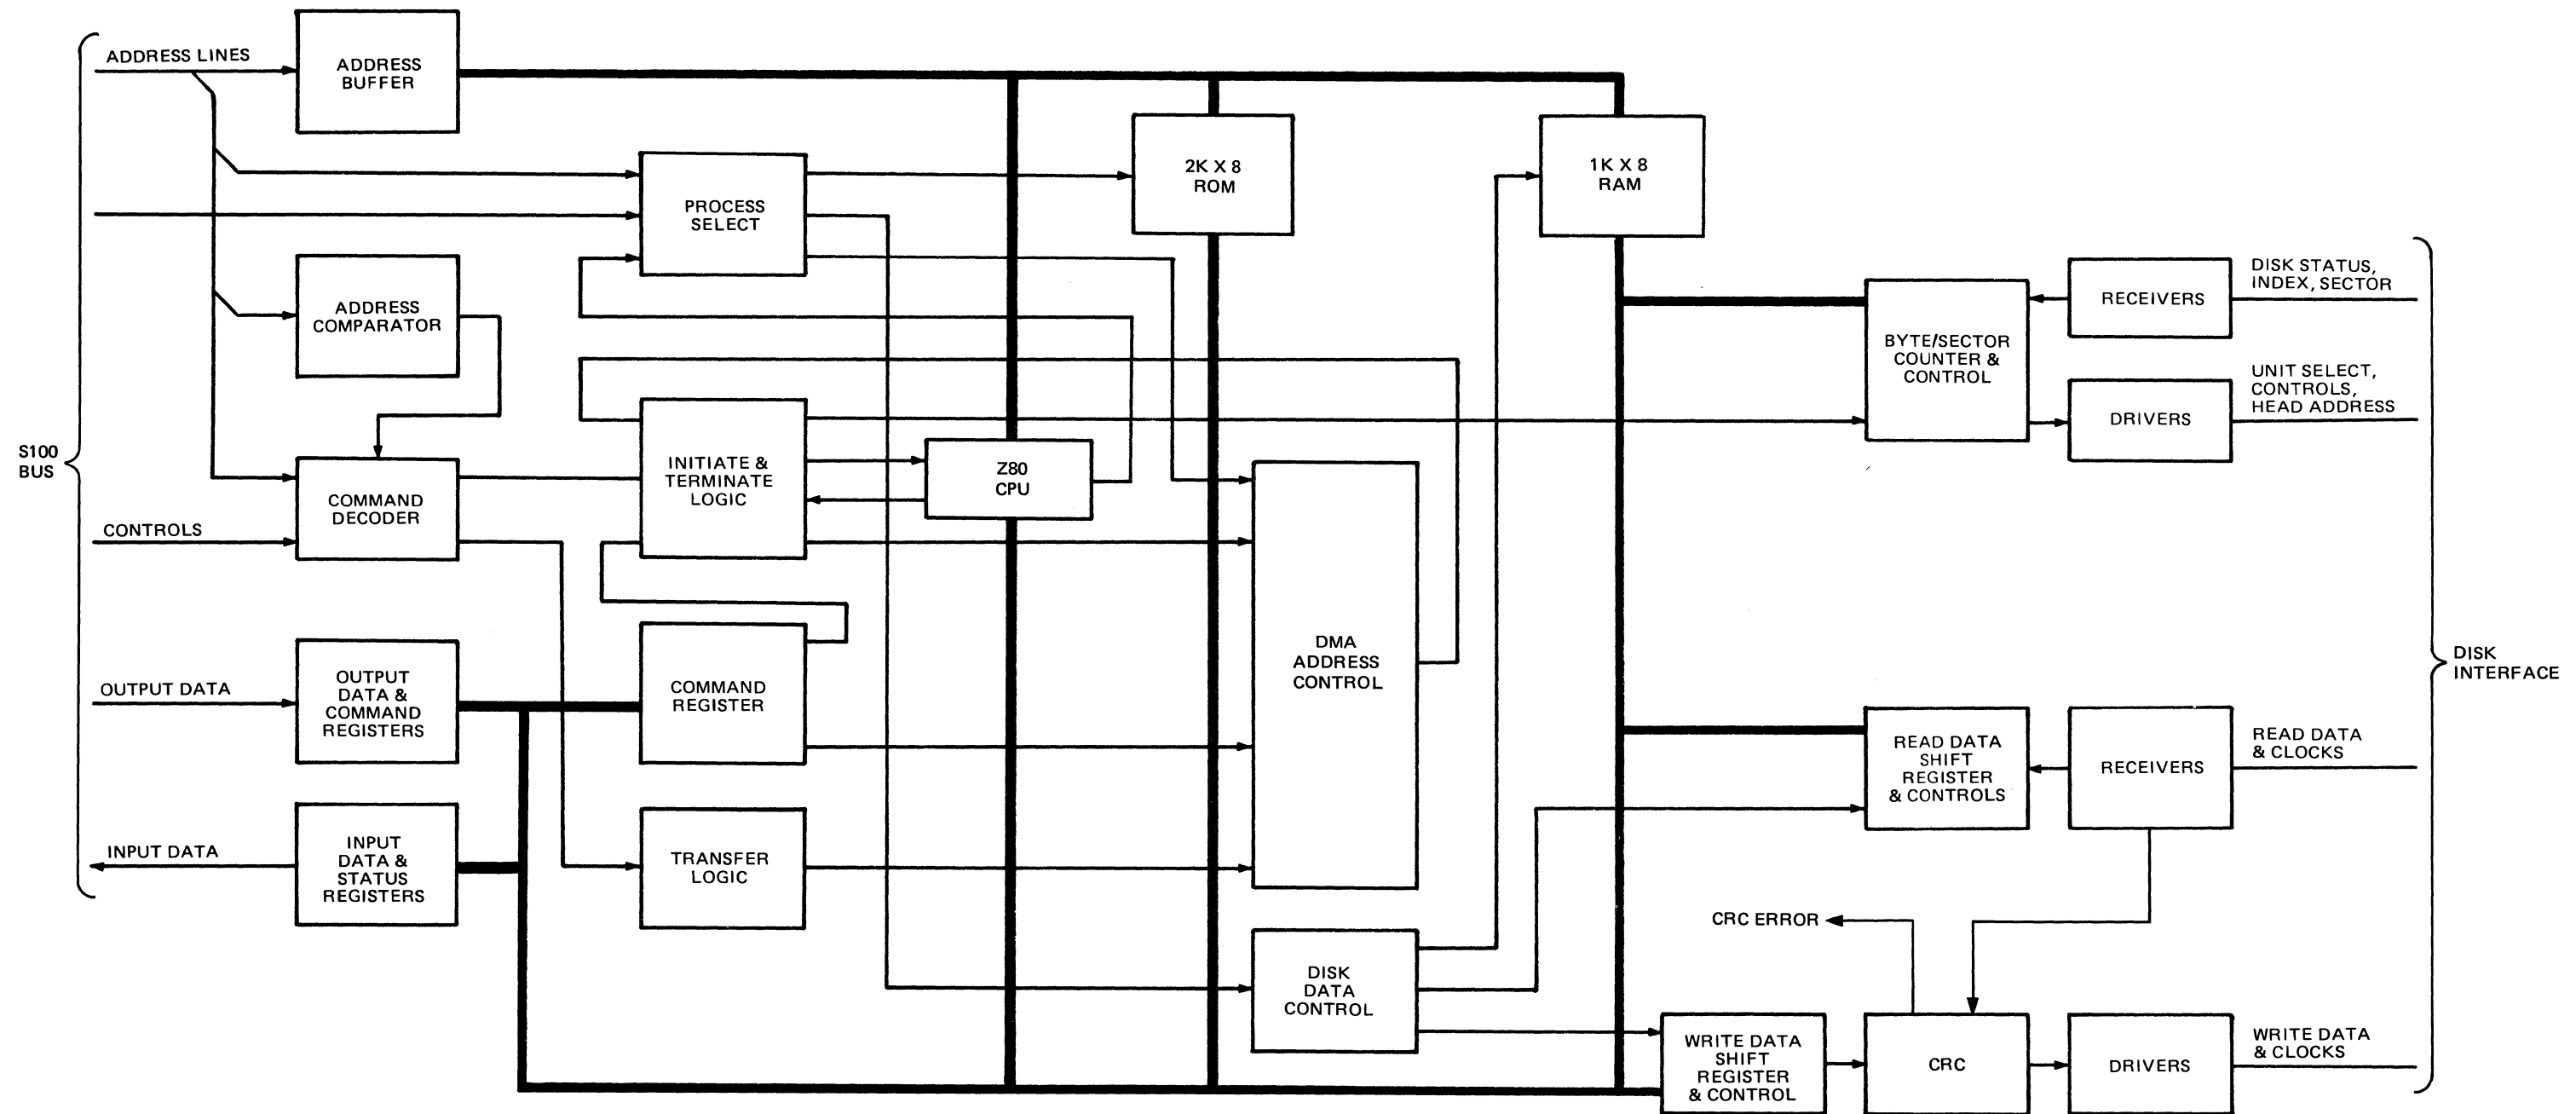 ADDRESS LINES
ADDRESS
BUFFER
2K X 8
ROM
1K X 8
RAM
PROCESS
SELECT
ADDRESS
COMPARATOR
RECEIVERS
DISK STATUS,
INDEX, SECTOR
BYTE/SECTOR
COUNTER &
CONTROL
DRIVERS
UNIT SELECT,
CONTROLS,
HEAD ADDRESS
S100
BUS
INITIATE &
TERMINATE
LOGIC
Z80
CPU
COMMAND
DECODER
CONTROLS
DMA
ADDRESS
CONTROL
DISK
INTERFACE
OUTPUT DATA
OUTPUT
DATA &
COMMAND
REGISTERS
COMMAND
REGISTER
READ DATA
SHIFT
REGISTER
& CONTROLS
RECEIVERS
READ DATA
& CLOCKS
INPUT DATA
INPUT
DATA &
STATUS
REGISTERS
TRANSFER
LOGIC
CRC ERROR
DISK
DATA
CONTROL
WRITE DATA
SHIFT
REGISTER
& CONTROL
CRC
DRIVERS
WRITE DATA
& CLOCKS